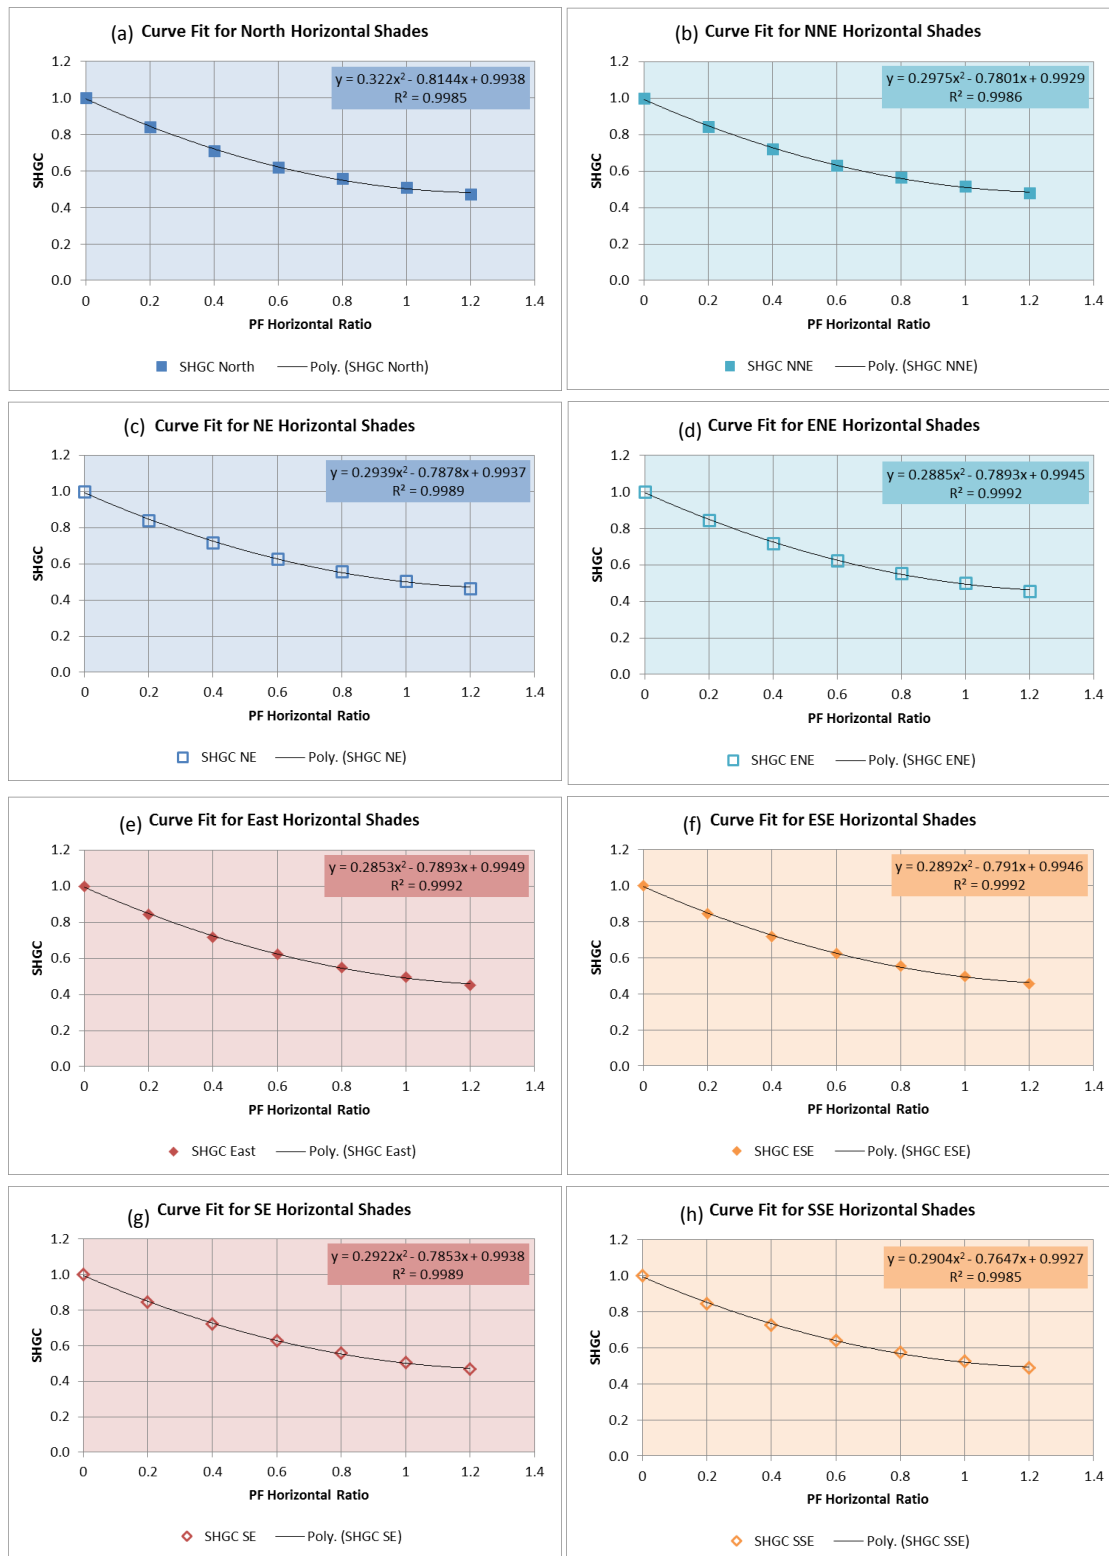 (a) Curve Fit for North Horizontal Shades
y = 0.322x² - 0.8144x + 0.9938
R² = 0.9985
1.2
1.0
0.8
0.6
0.4
0.2
0.0
SHGC
0 0.2 0.4 0.6 0.8 1 1.2 1.4
PF Horizontal Ratio
SHGC North Poly. (SHGC North)
(b) Curve Fit for NNE Horizontal Shades
y = 0.2975x² - 0.7801x + 0.9929
R² = 0.9986
1.2
1.0
0.8
0.6
0.4
0.2
0.0
SHGC
0 0.2 0.4 0.6 0.8 1 1.2 1.4
PF Horizontal Ratio
SHGC NNE Poly. (SHGC NNE)
(c) Curve Fit for NE Horizontal Shades
y = 0.2939x² - 0.7878x + 0.9937
R² = 0.9989
1.2
1.0
0.8
0.6
0.4
0.2
0.0
SHGC
0 0.2 0.4 0.6 0.8 1 1.2 1.4
PF Horizontal Ratio
SHGC NE Poly. (SHGC NE)
(d) Curve Fit for ENE Horizontal Shades
y = 0.2885x² - 0.7893x + 0.9945
R² = 0.9992
1.2
1.0
0.8
0.6
0.4
0.2
0.0
SHGC
0 0.2 0.4 0.6 0.8 1 1.2 1.4
PF Horizontal Ratio
SHGC ENE Poly. (SHGC ENE)
(e) Curve Fit for East Horizontal Shades
y = 0.2853x² - 0.7893x + 0.9949
R² = 0.9992
1.2
1.0
0.8
0.6
0.4
0.2
0.0
SHGC
0 0.2 0.4 0.6 0.8 1 1.2 1.4
PF Horizontal Ratio
SHGC East Poly. (SHGC East)
(f) Curve Fit for ESE Horizontal Shades
y = 0.2892x² - 0.791x + 0.9946
R² = 0.9992
1.2
1.0
0.8
0.6
0.4
0.2
0.0
SHGC
0 0.2 0.4 0.6 0.8 1 1.2 1.4
PF Horizontal Ratio
SHGC ESE Poly. (SHGC ESE)
(g) Curve Fit for SE Horizontal Shades
y = 0.2922x² - 0.7853x + 0.9938
R² = 0.9989
1.2
1.0
0.8
0.6
0.4
0.2
0.0
SHGC
0 0.2 0.4 0.6 0.8 1 1.2 1.4
PF Horizontal Ratio
SHGC SE Poly. (SHGC SE)
(h) Curve Fit for SSE Horizontal Shades
y = 0.2904x² - 0.7647x + 0.9927
R² = 0.9985
1.2
1.0
0.8
0.6
0.4
0.2
0.0
SHGC
0 0.2 0.4 0.6 0.8 1 1.2 1.4
PF Horizontal Ratio
SHGC SSE Poly. (SHGC SSE)